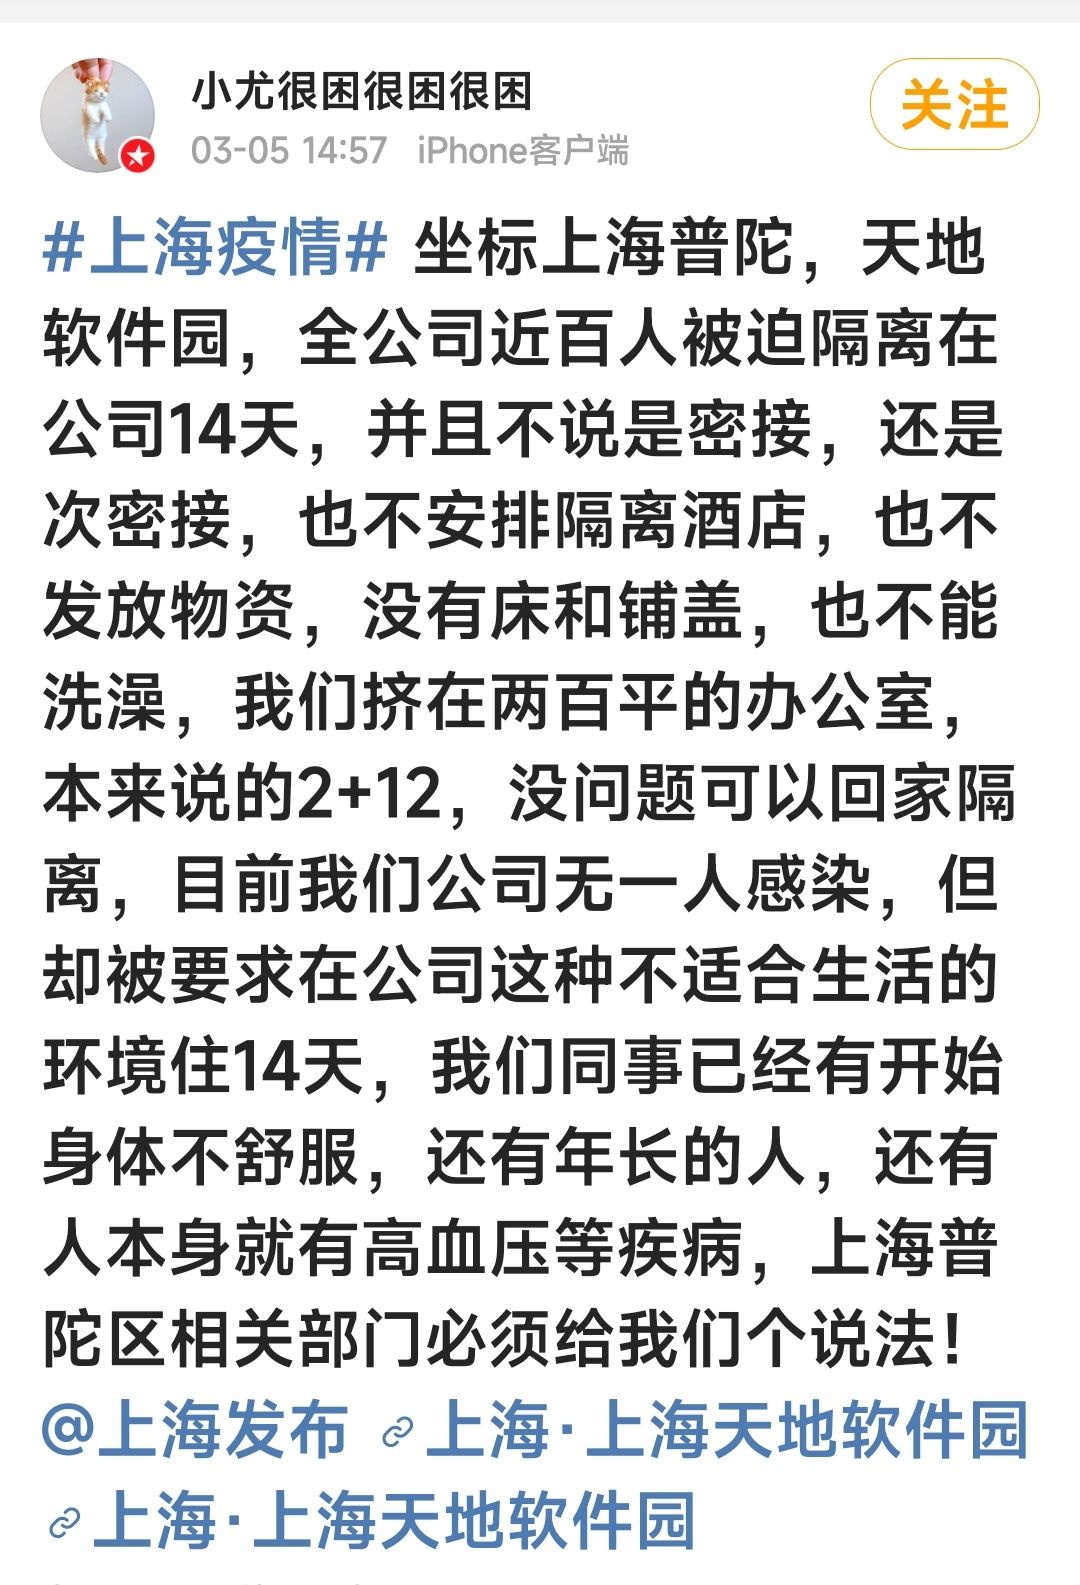 小尤很困很困很困
关注
03-05 14:57 iPhone客户端
#上海疫情# 坐标上海普陀，天地
软件园，全公司近百人被迫隔离在
公司14天，并且不说是密接，还是
次密接，也不安排隔离酒店，也不
发放物资，没有床和铺盖，也不能
洗澡，我们挤在两百平的办公室，
本来说的2+12，没问题可以回家隔
离，目前我们公司无一人感染，但
却被要求在公司这种不适合生活的
环境住14天，我们同事已经有开始
身体不舒服，还有年长的人，还有
人本身就有高血压等疾病，上海普
陀区相关部门必须给我们个说法！
@上海发布 上海·上海天地软件园
上海·上海天地软件园